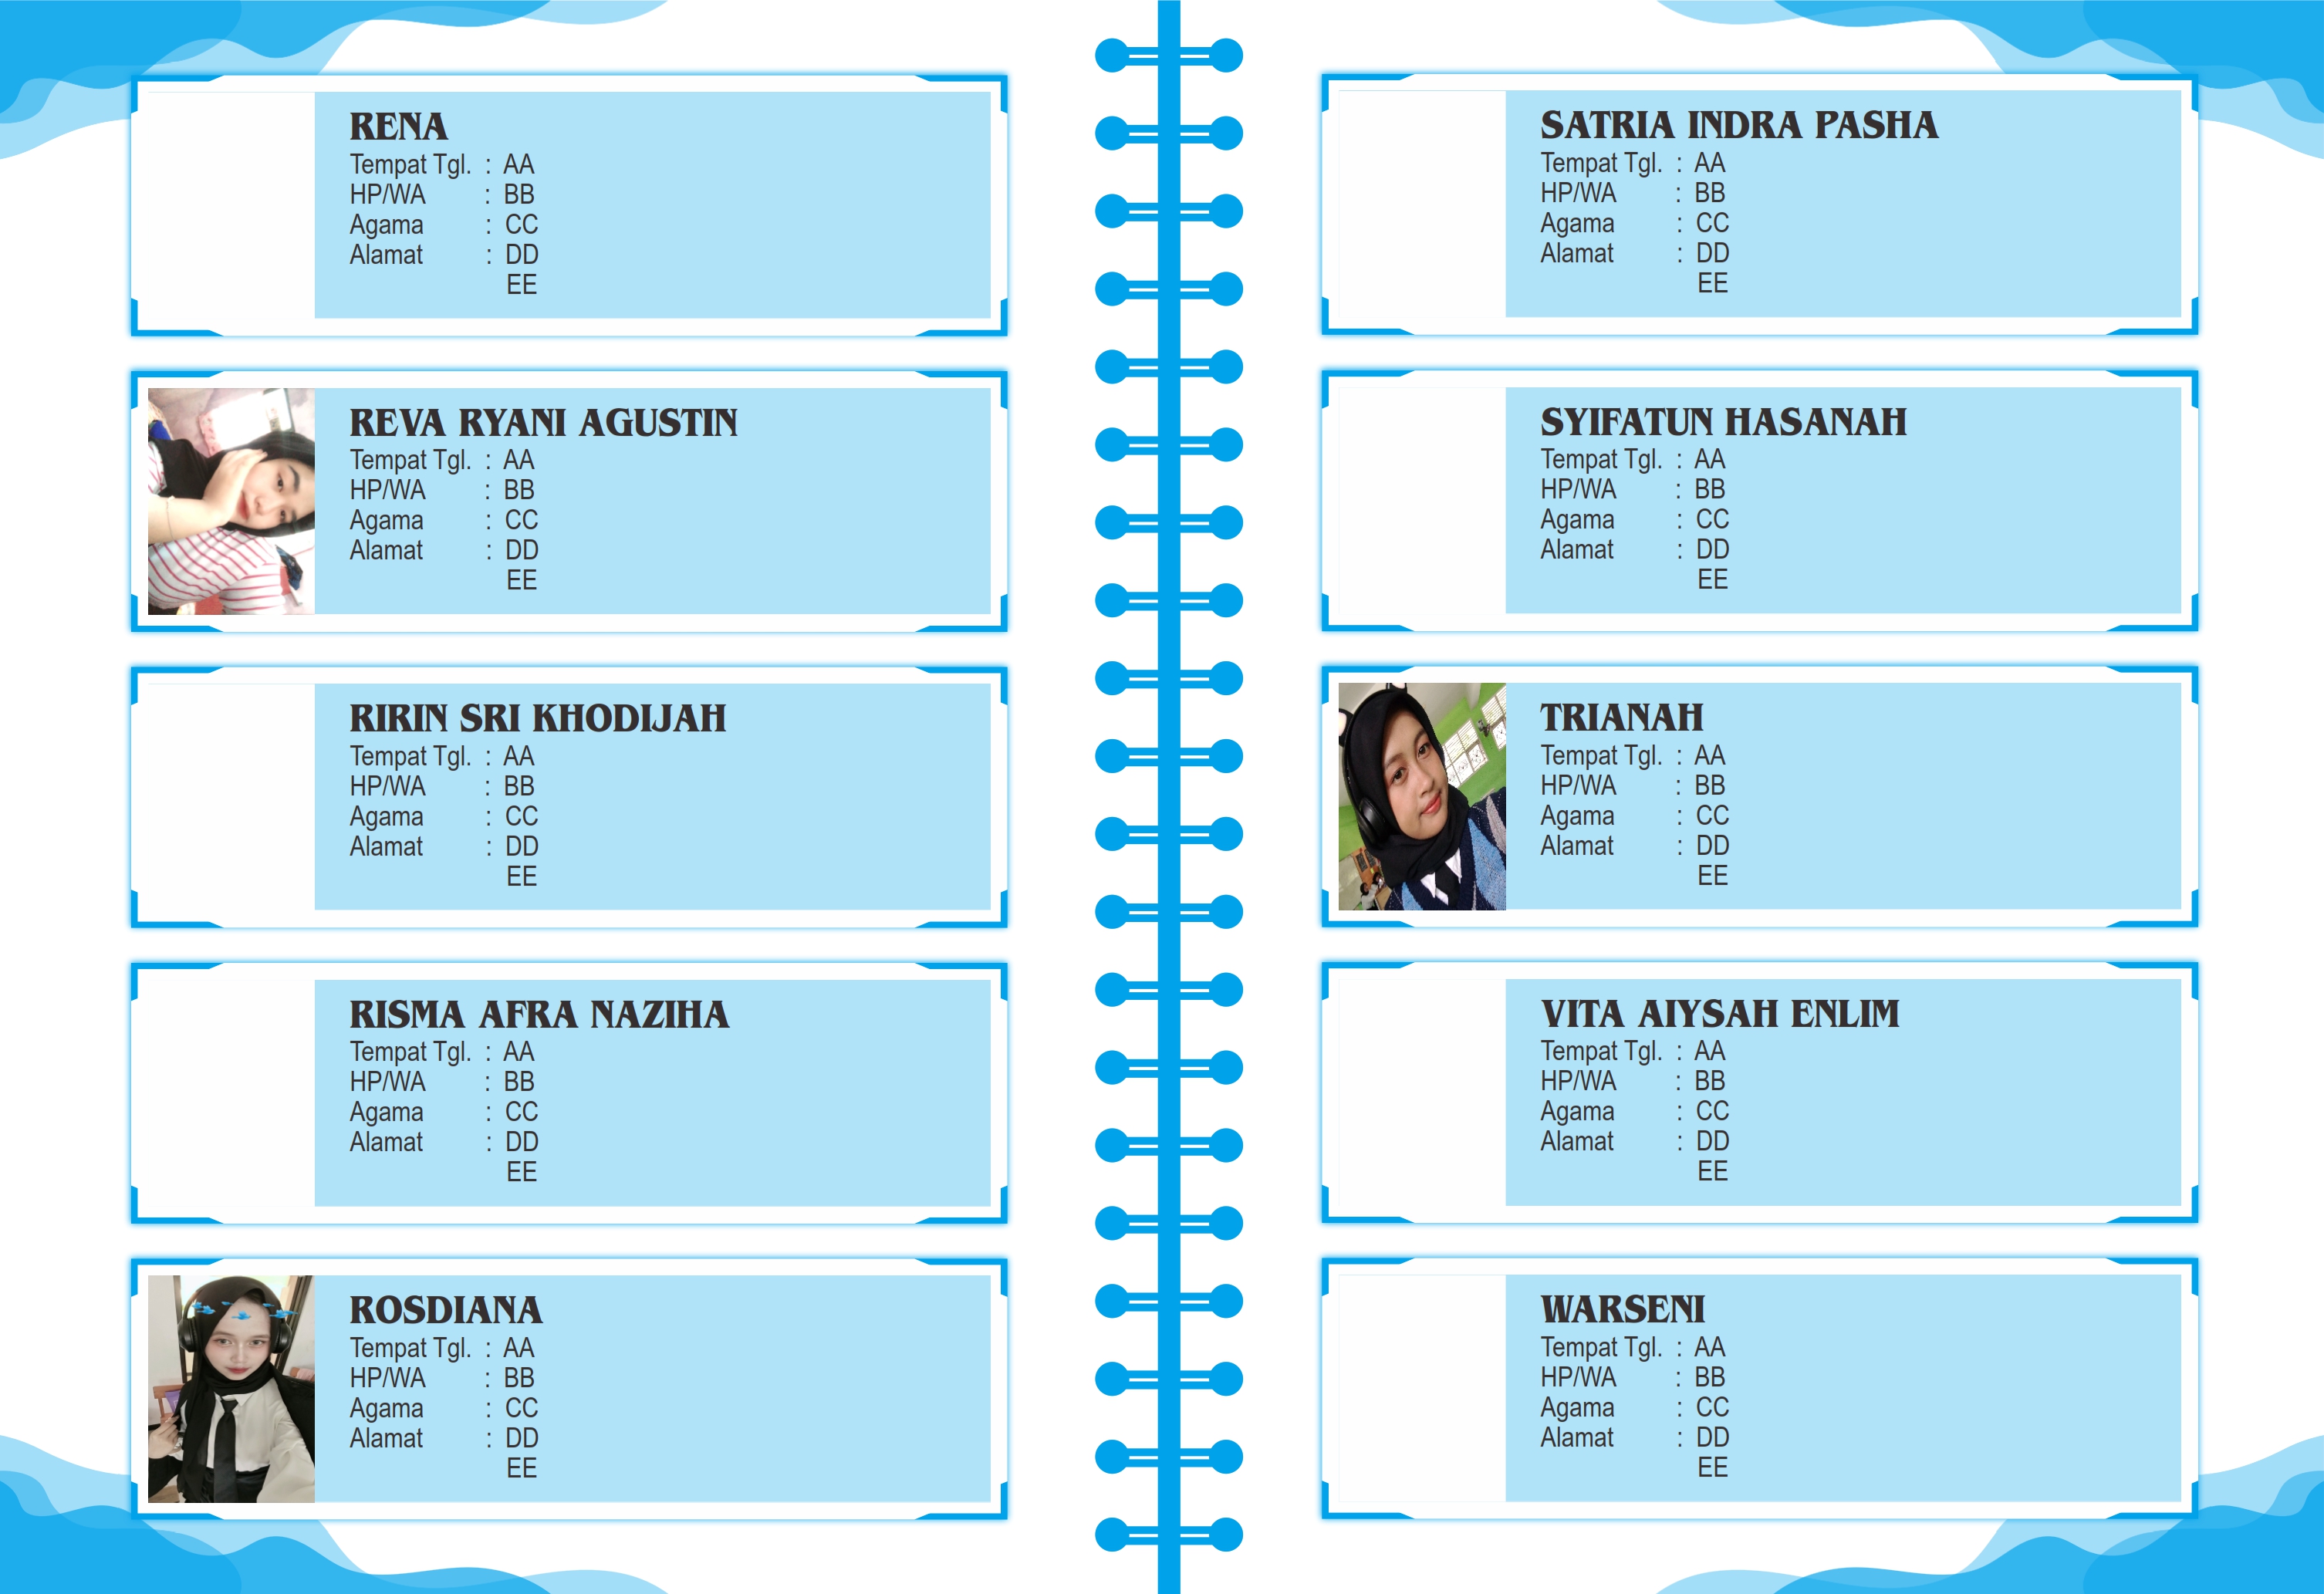 RENA
Tempat Tgl. : AA
HP/WA : BB
Agama : CC
Alamat : DD
EE
REVA RYANI AGUSTIN
Tempat Tgl. : AA
HP/WA : BB
Agama : CC
Alamat : DD
EE
RIRIN SRI KHODIJAH
Tempat Tgl. : AA
HP/WA : BB
Agama : CC
Alamat : DD
EE
RISMA AFRA NAZIHA
Tempat Tgl. : AA
HP/WA : BB
Agama : CC
Alamat : DD
EE
ROSDIANA
Tempat Tgl. : AA
HP/WA : BB
Agama : CC
Alamat : DD
EE
SATRIA INDRA PASHA
Tempat Tgl. : AA
HP/WA : BB
Agama : CC
Alamat : DD
EE
SYIFATUN HASANAH
Tempat Tgl. : AA
HP/WA : BB
Agama : CC
Alamat : DD
EE
TRIANAH
Tempat Tgl. : AA
HP/WA : BB
Agama : CC
Alamat : DD
EE
VITA AIYSAH ENLIM
Tempat Tgl. : AA
HP/WA : BB
Agama : CC
Alamat : DD
EE
WARSENI
Tempat Tgl. : AA
HP/WA : BB
Agama : CC
Alamat : DD
EE